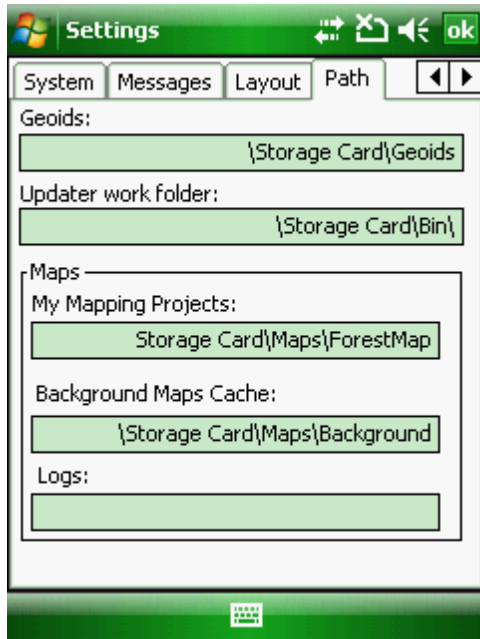 Settings
ok
System Messages Layout Path
Geoids:
\Storage Card\Geoids
Updater work folder:
\Storage Card\Bin\
Maps
My Mapping Projects:
Storage Card\Maps\ForestMap
Background Maps Cache:
\Storage Card\Maps\Background
Logs: